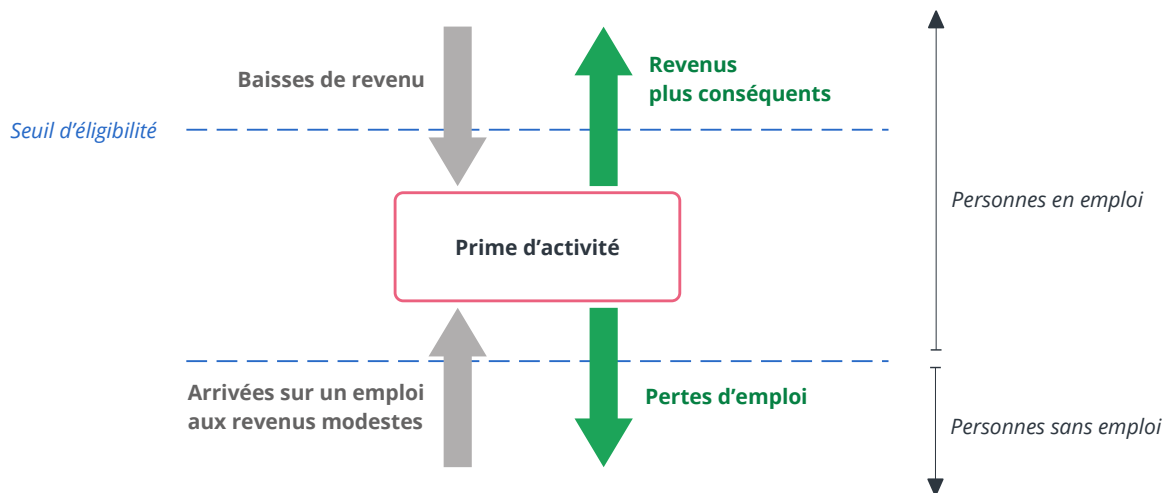 Baisses de revenu
Revenus
plus conséquents
Seuil d’éligibilité
Personnes en emploi
Prime d’activité
Arrivées sur un emploi
aux revenus modestes
Pertes d’emploi
Personnes sans emploi